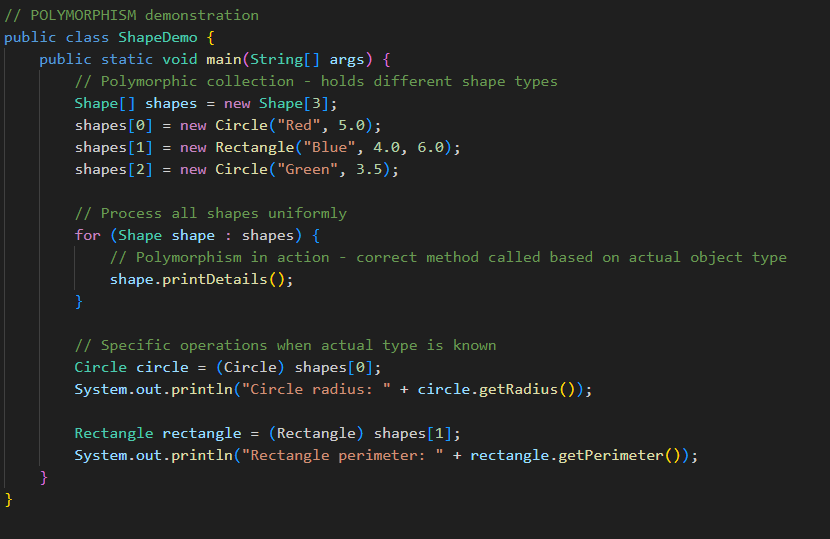 // POLYMORPHISM demonstration
public class ShapeDemo {
    public static void main(String[] args) {
        // Polymorphic collection - holds different shape types
        Shape[] shapes = new Shape[3];
        shapes[0] = new Circle("Red", 5.0);
        shapes[1] = new Rectangle("Blue", 4.0, 6.0);
        shapes[2] = new Circle("Green", 3.5);

        // Process all shapes uniformly
        for (Shape shape : shapes) {
            // Polymorphism in action - correct method called based on actual object type
            shape.printDetails();
        }

        // Specific operations when actual type is known
        Circle circle = (Circle) shapes[0];
        System.out.println("Circle radius: " + circle.getRadius());

        Rectangle rectangle = (Rectangle) shapes[1];
        System.out.println("Rectangle perimeter: " + rectangle.getPerimeter());
    }
}